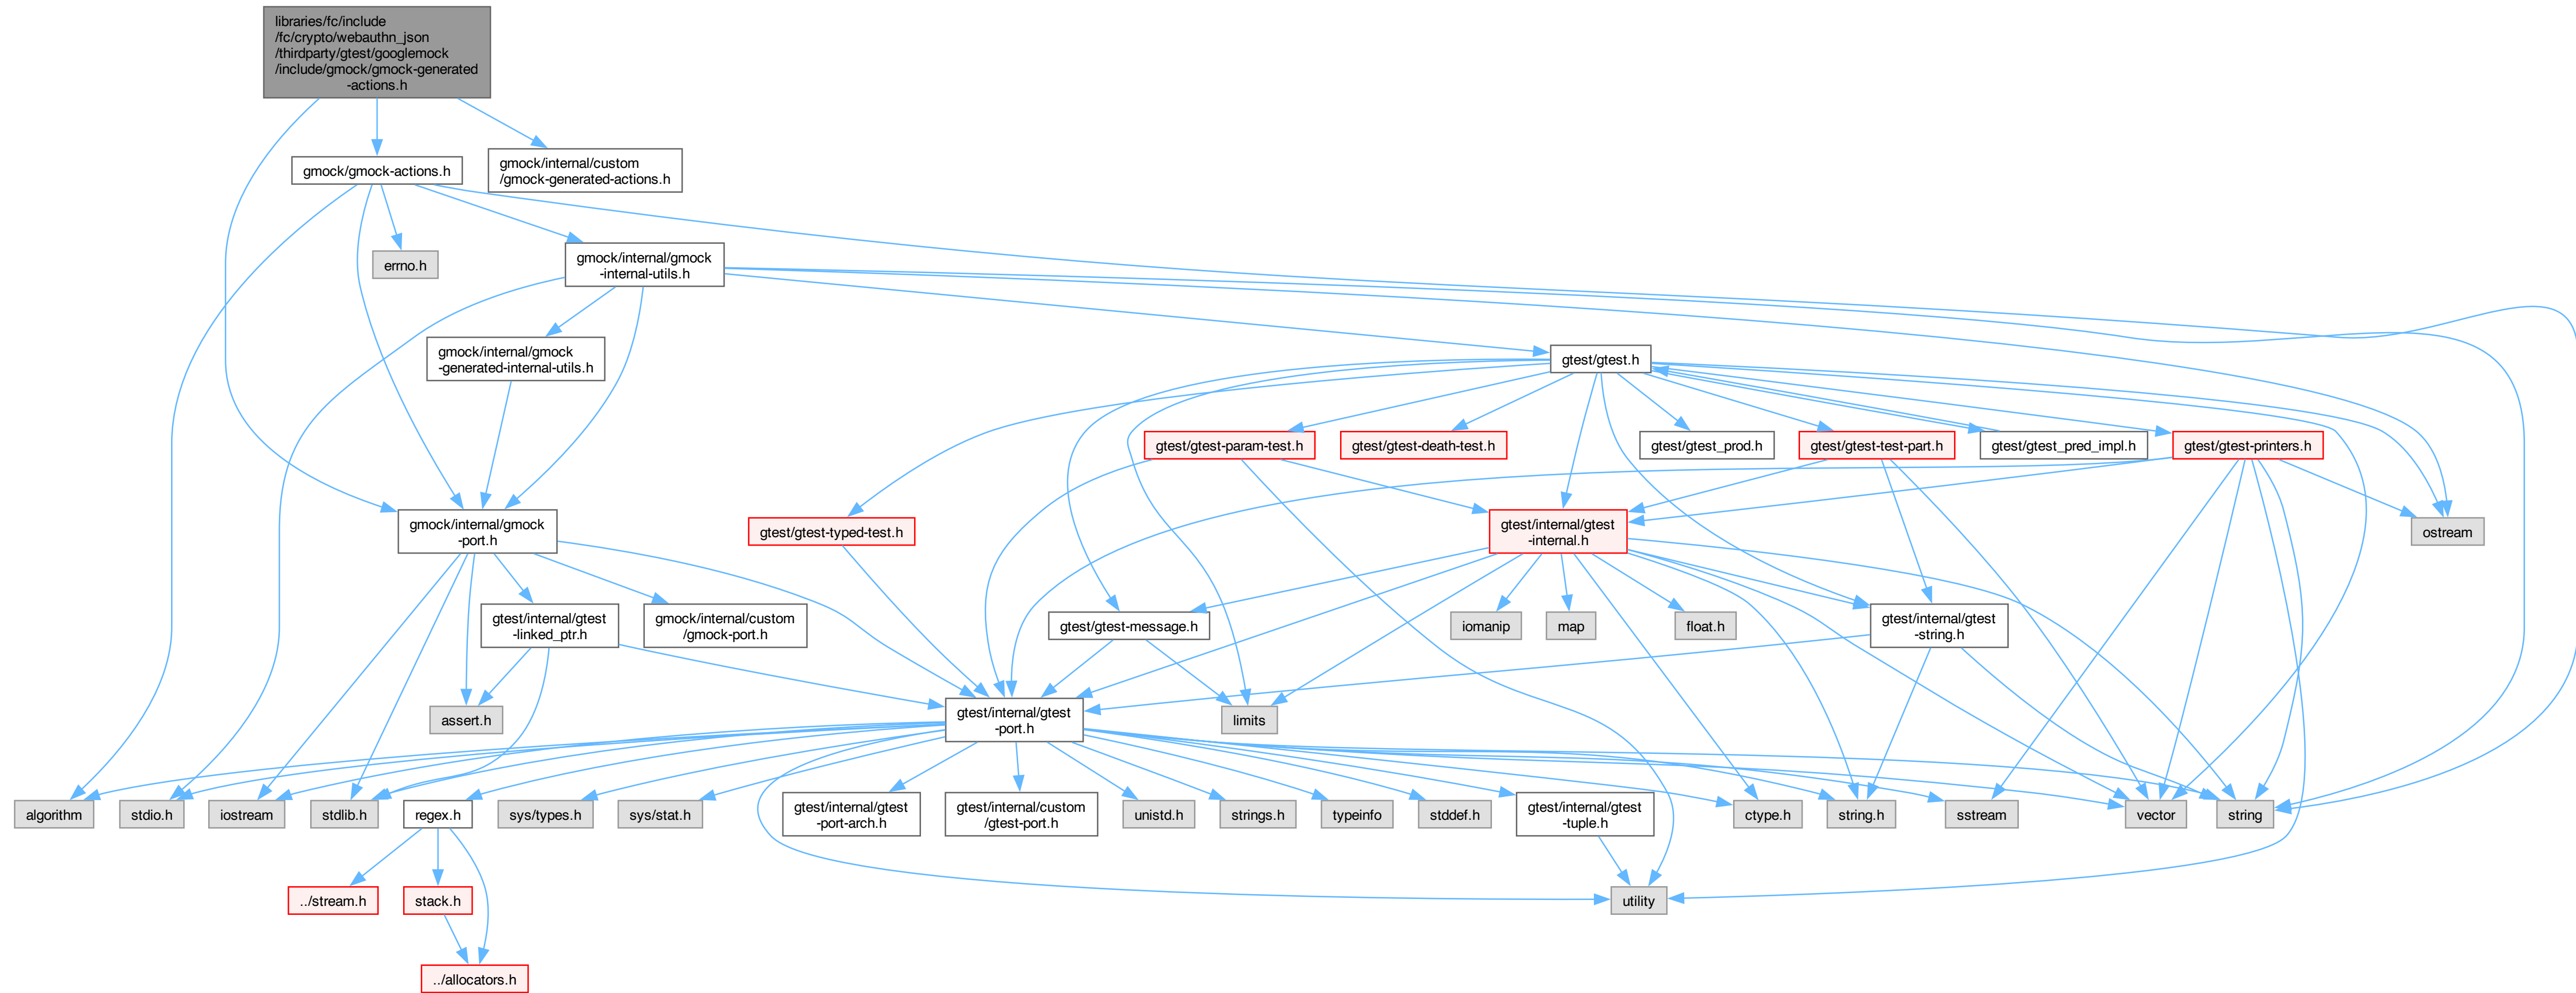 libraries/fc/include
/fc/crypto/webauthn_json
/thirdparty/gtest/googlemock
/include/gmock/gmock-generated
-actions.h
gmock/gmock-actions.h
gmock/internal/custom
/gmock-generated-actions.h
errno.h
gmock/internal/gmock
-internal-utils.h
gmock/internal/gmock
-generated-internal-utils.h
gtest/gtest.h
gtest/gtest-param-test.h
gtest/gtest-death-test.h
gtest/gtest_prod.h
gtest/gtest-test-part.h
gtest/gtest_pred_impl.h
gtest/gtest-printers.h
gmock/internal/gmock
-port.h
gtest/gtest-typed-test.h
gtest/internal/gtest
-internal.h
ostream
gtest/internal/gtest
-linked_ptr.h
gmock/internal/custom
/gmock-port.h
gtest/gtest-message.h
iomanip
map
float.h
gtest/internal/gtest
-string.h
assert.h
gtest/internal/gtest
-port.h
limits
algorithm
stdio.h
iostream
stdlib.h
regex.h
sys/types.h
sys/stat.h
gtest/internal/gtest
-port-arch.h
gtest/internal/custom
/gtest-port.h
unistd.h
strings.h
typeinfo
stddef.h
gtest/internal/gtest
-tuple.h
ctype.h
string.h
sstream
vector
string
../stream.h
stack.h
utility
../allocators.h